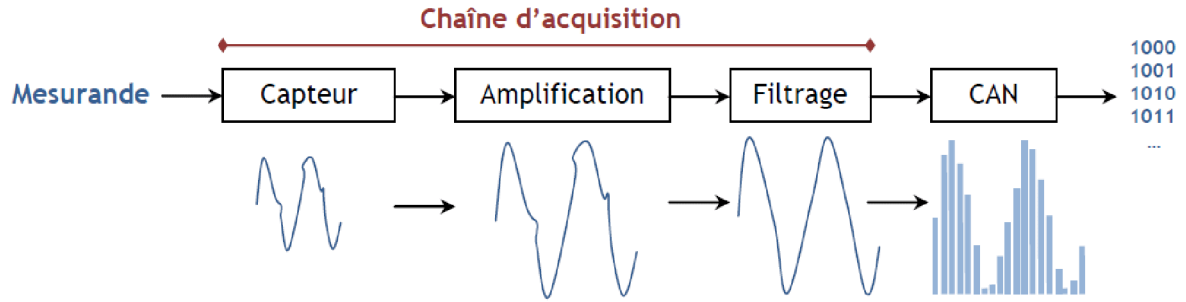 Chaîne d'acquisition
Mesurande
Capteur
Amplification
Filtrage
CAN
1000
1001
1010
1011
...